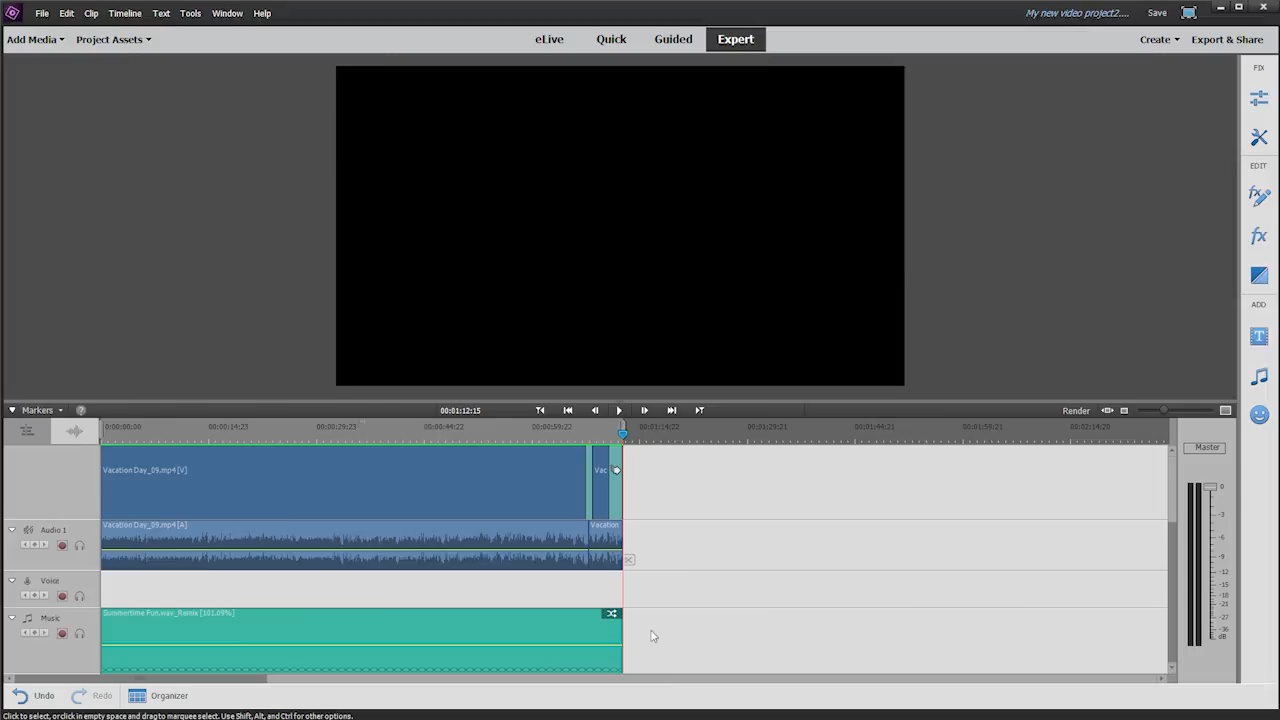 File Edit Clip Timeline Text Tools Window Help
My new video project2.... Save
Add Media Project Assets
eLive Quick Guided Expert
Create Export & Share
FIX
EDIT
ADD
Markers
00:01:12:15
Render
0:00:00;00 00:00:14;23 00:00:29;23 00:00:44;22 00:00:59;22 00:01:14;22 00:01:29;21 00:01:44;21 00:01:59;21 00:02:14;20
Master
Vacation Day_09.mp4 [V] Vac
Audio 1
Vacation Day_09.mp4 [A] Vacation
Voice
Music
Summertime Fun.wav_Remix [101.09%]
0
-3
-6
-9
-12
-15
-18
-21
-27
-36
dB
Undo Redo Organizer
Click to select, orclick in empty space and drag to marquee select. Use Shift, Alt, and Ctrl for other options.